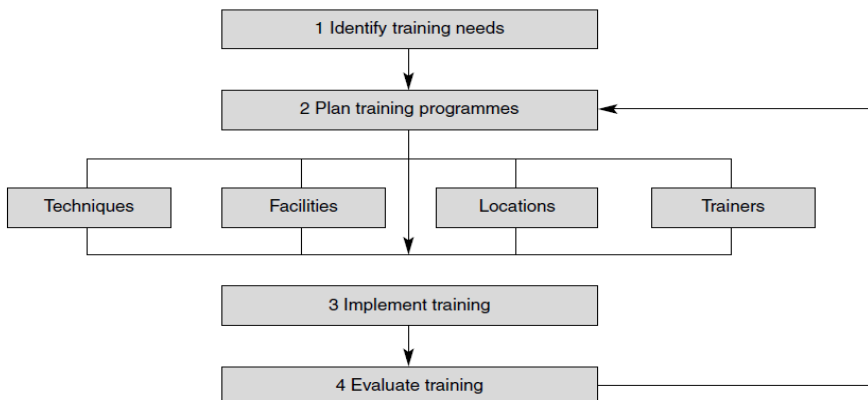 1 Identify training needs
2 Plan training programmes
Techniques
Facilities
Locations
Trainers
3 Implement training
4 Evaluate training